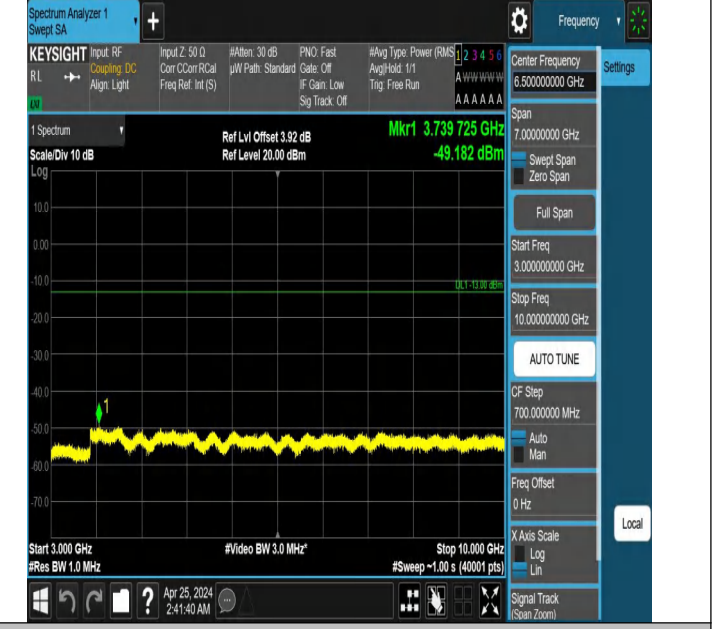 Spectrum Analyzer 1
Swept SA
+
Frequency
KEYSIGHT
RL
LXI
Input: RF
Coupling: DC
Align: Light
Input Z: 50 Ω
Corr CCorr RCal
Freq Ref: Int (S)
#Atten: 30 dB
µW Path: Standard
PNO: Fast
Gate: Off
IF Gain: Low
Sig Track: Off
#Avg Type: Power (RMS
Avg|Hold: 1/1
Trig: Free Run
1 2 3 4 5 6
A W W W W W
A A A A A A
Center Frequency
6.500000000 GHz
Settings
1 Spectrum
Scale/Div 10 dB
Log
Ref Lvl Offset 3.92 dB
Ref Level 20.00 dBm
Mkr1 3.739 725 GHz
-49.182 dBm
10.0
0.00
-10.0
-20.0
-30.0
-40.0
-50.0
-60.0
-70.0
DL1 -13.00 dBm
1
Start 3.000 GHz
#Res BW 1.0 MHz
#Video BW 3.0 MHz*
Stop 10.000 GHz
#Sweep ~1.00 s (40001 pts)
Span
7.00000000 GHz
Swept Span
Zero Span
Full Span
Start Freq
3.000000000 GHz
Stop Freq
10.000000000 GHz
AUTO TUNE
CF Step
700.000000 MHz
Auto
Man
Freq Offset
0 Hz
X Axis Scale
Log
Lin
Signal Track
(Span Zoom)
Local
?
Apr 25, 2024
2:41:40 AM